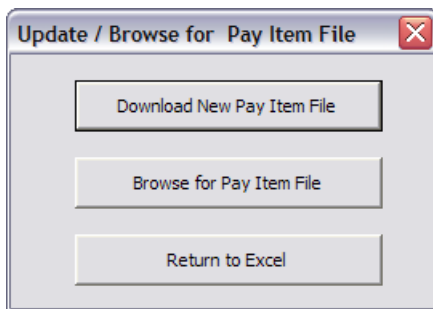 Update / Browse for Pay Item File
Download New Pay Item File
Browse for Pay Item File
Return to Excel